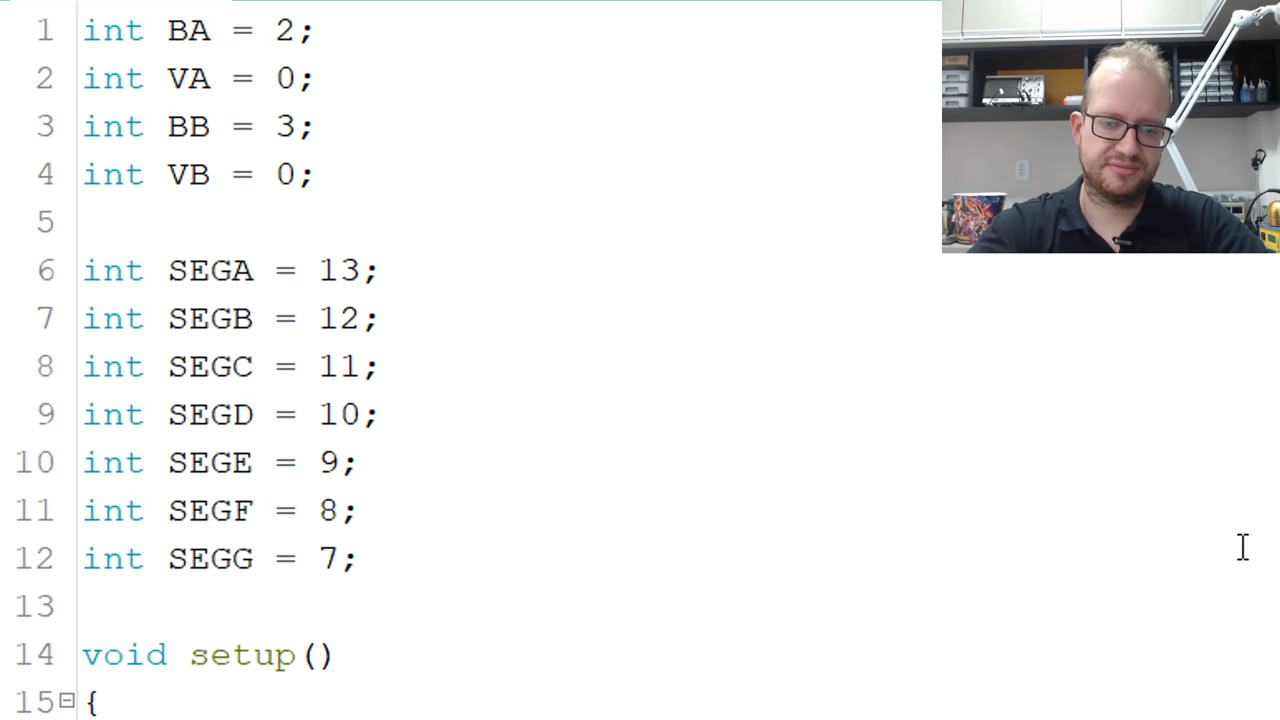 1 int BA = 2;
2 int VA = 0;
3 int BB = 3;
4 int VB = 0;
5
6 int SEGA = 13;
7 int SEGB = 12;
8 int SEGC = 11;
9 int SEGD = 10;
10 int SEGE = 9;
11 int SEGF = 8;
12 int SEGG = 7;
13
14 void setup()
15 {